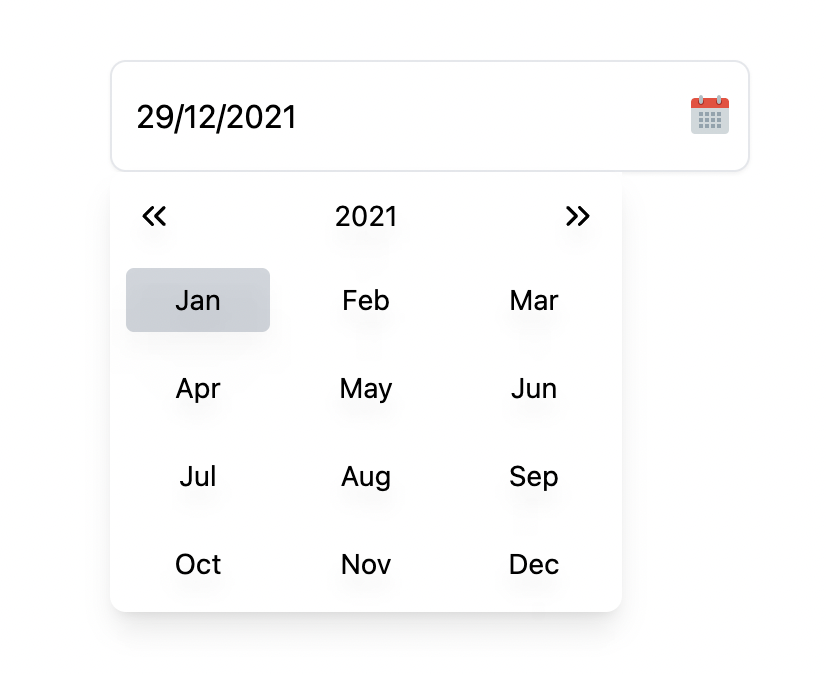 29/12/2021
« 2021 »
Jan Feb Mar
Apr May Jun
Jul Aug Sep
Oct Nov Dec